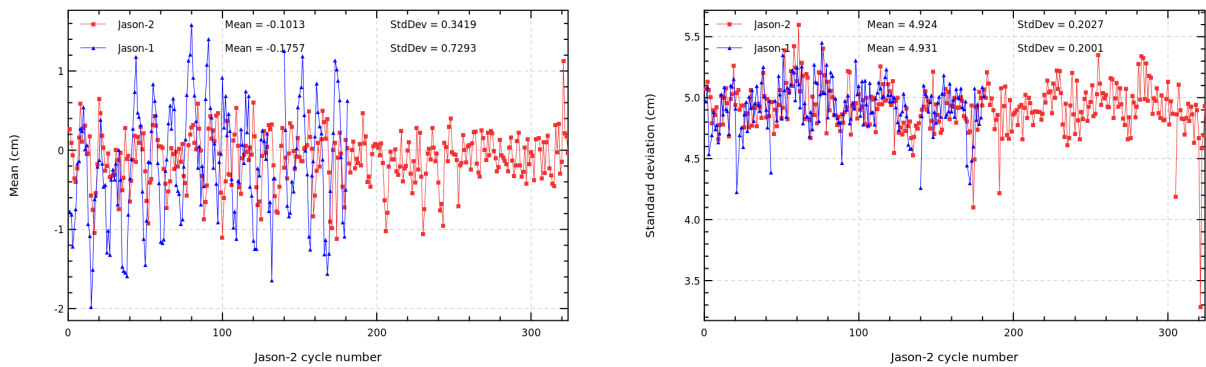 Jason-2 Mean = -0.1013 StdDev = 0.3419
Jason-1 Mean = -0.1757 StdDev = 0.7293
1
0
-1
-2
Mean (cm)
0 100 200 300
Jason-2 cycle number
Jason-2 Mean = 4.924 StdDev = 0.2027
Jason-1 Mean = 4.931 StdDev = 0.2001
5.5
5.0
4.5
4.0
3.5
Standard deviation (cm)
0 100 200 300
Jason-2 cycle number